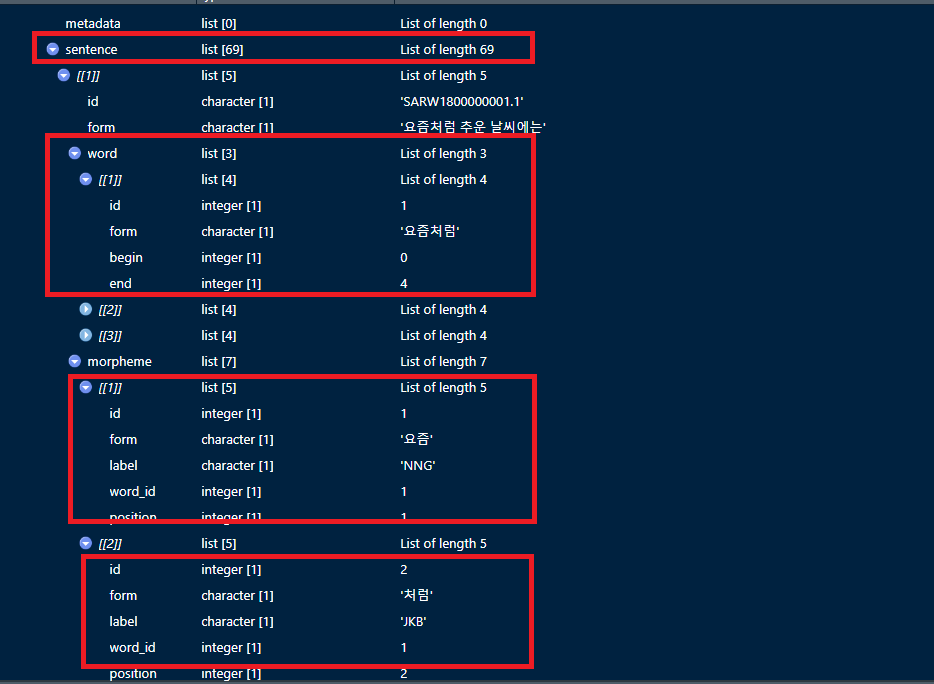 metadata list [0] List of length 0
sentence list [69] List of length 69
[[1]] list [5] List of length 5
id character [1] 'SARW1800000001.1'
form character [1] '요즘처럼 추운 날씨에는'
word list [3] List of length 3
[[1]] list [4] List of length 4
id integer [1] 1
form character [1] '요즘처럼'
begin integer [1] 0
end integer [1] 4
[[2]] list [4] List of length 4
[[3]] list [4] List of length 4
morpheme list [7] List of length 7
[[1]] list [5] List of length 5
id integer [1] 1
form character [1] '요즘'
label character [1] 'NNG'
word_id integer [1] 1
position integer [1] 1
[[2]] list [5] List of length 5
id integer [1] 2
form character [1] '처럼'
label character [1] 'JKB'
word_id integer [1] 1
position integer [1] 2